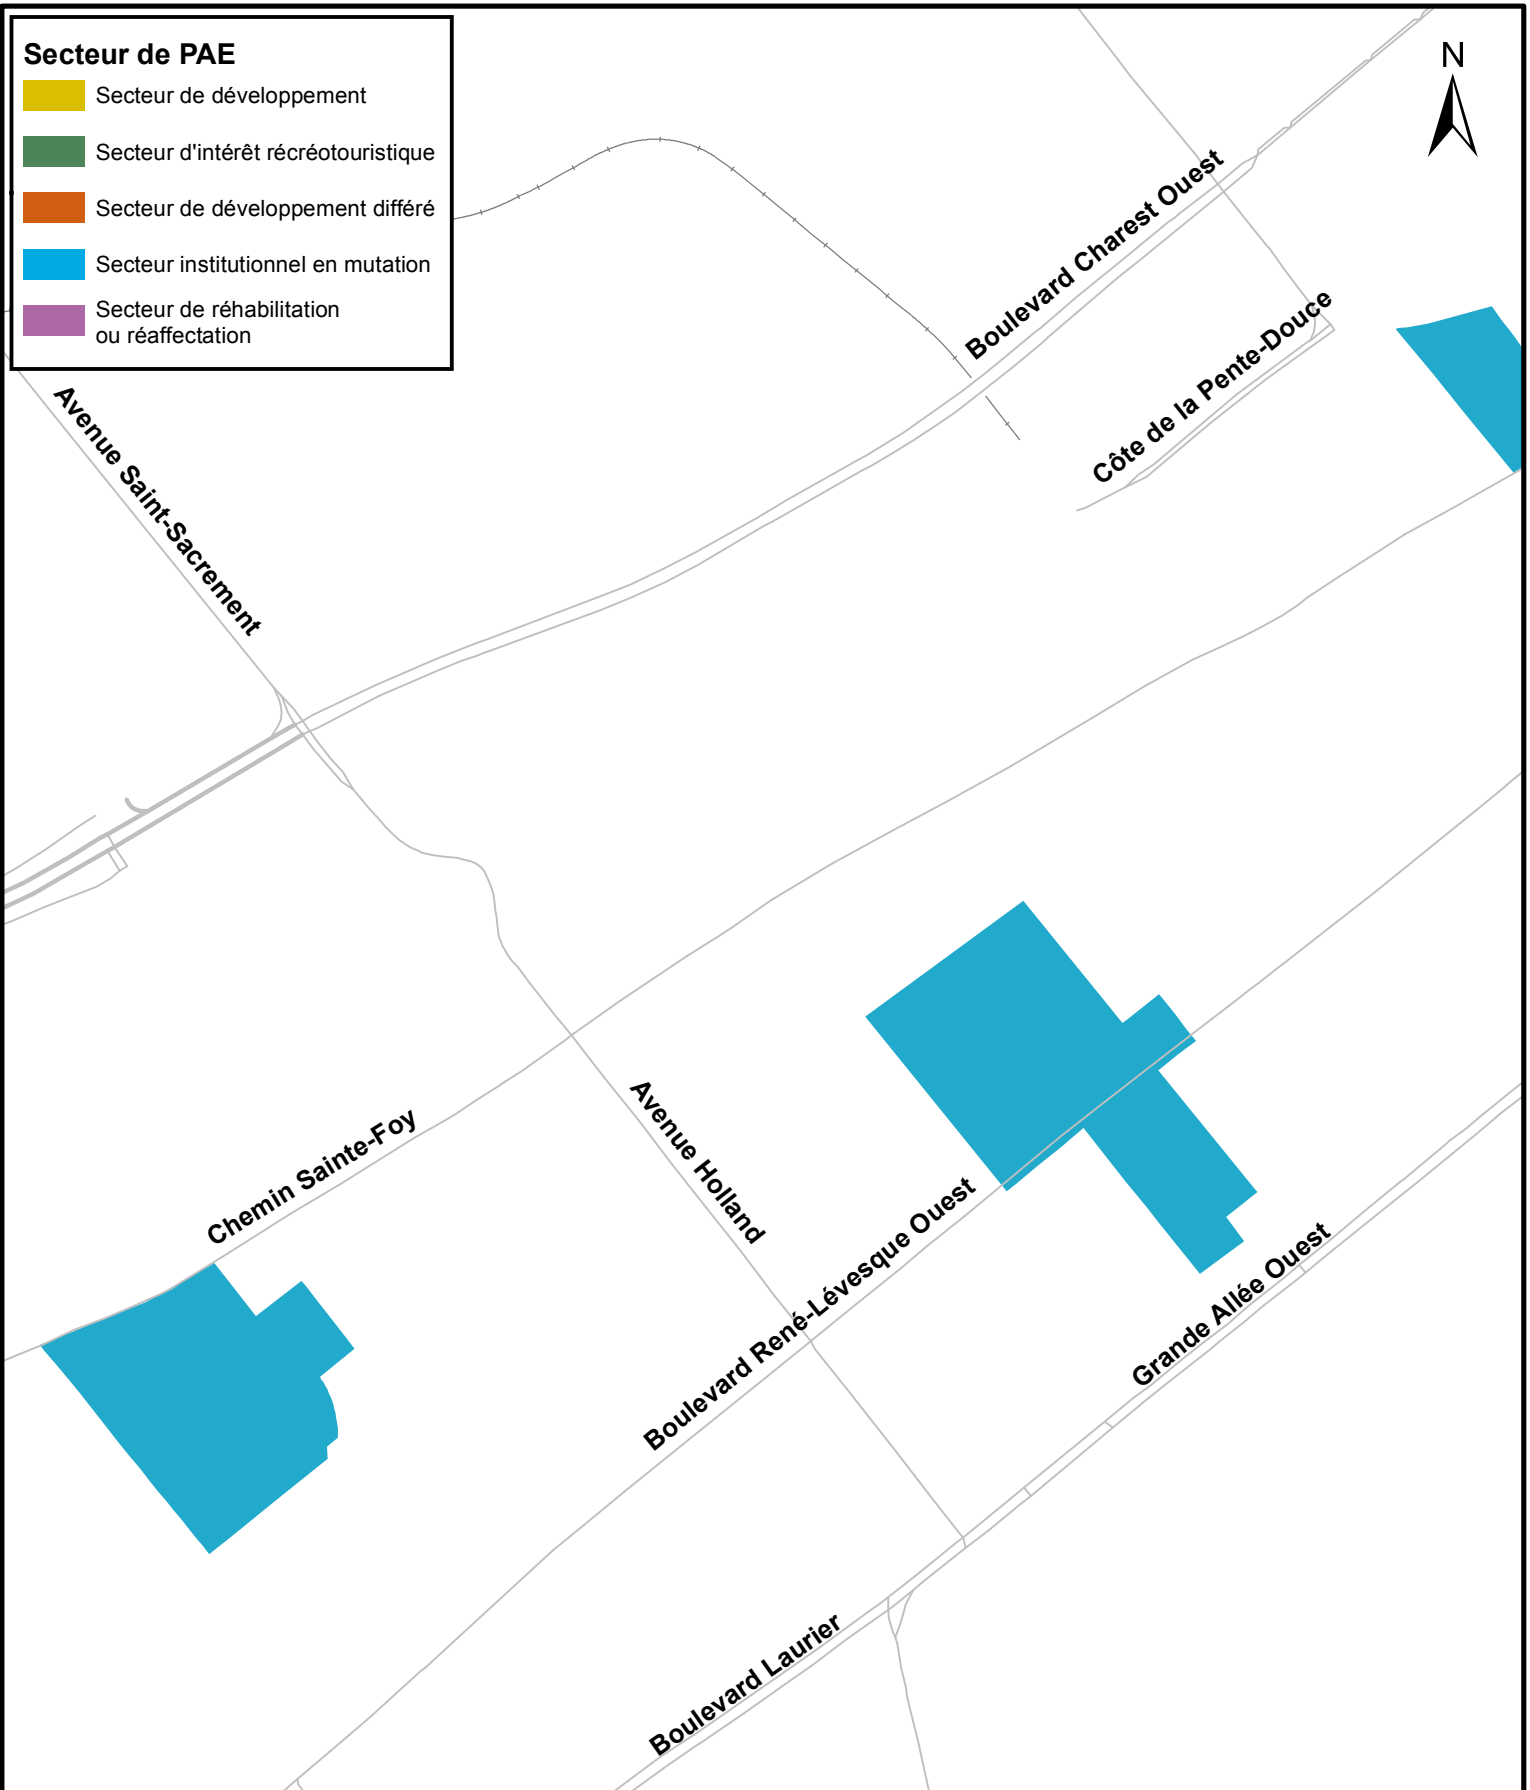 Secteur de PAE
Secteur de développement
Secteur d'intérêt récréotouristique
Secteur de développement différé
Secteur institutionnel en mutation
Secteur de réhabilitation
ou réaffectation
N
Boulevard Charest Ouest
Côte de la Pente-Douce
Avenue Saint-Sacrement
Avenue Holland
Chemin Sainte-Foy
Boulevard René-Lévesque Ouest
Grande Allée Ouest
Boulevard Laurier